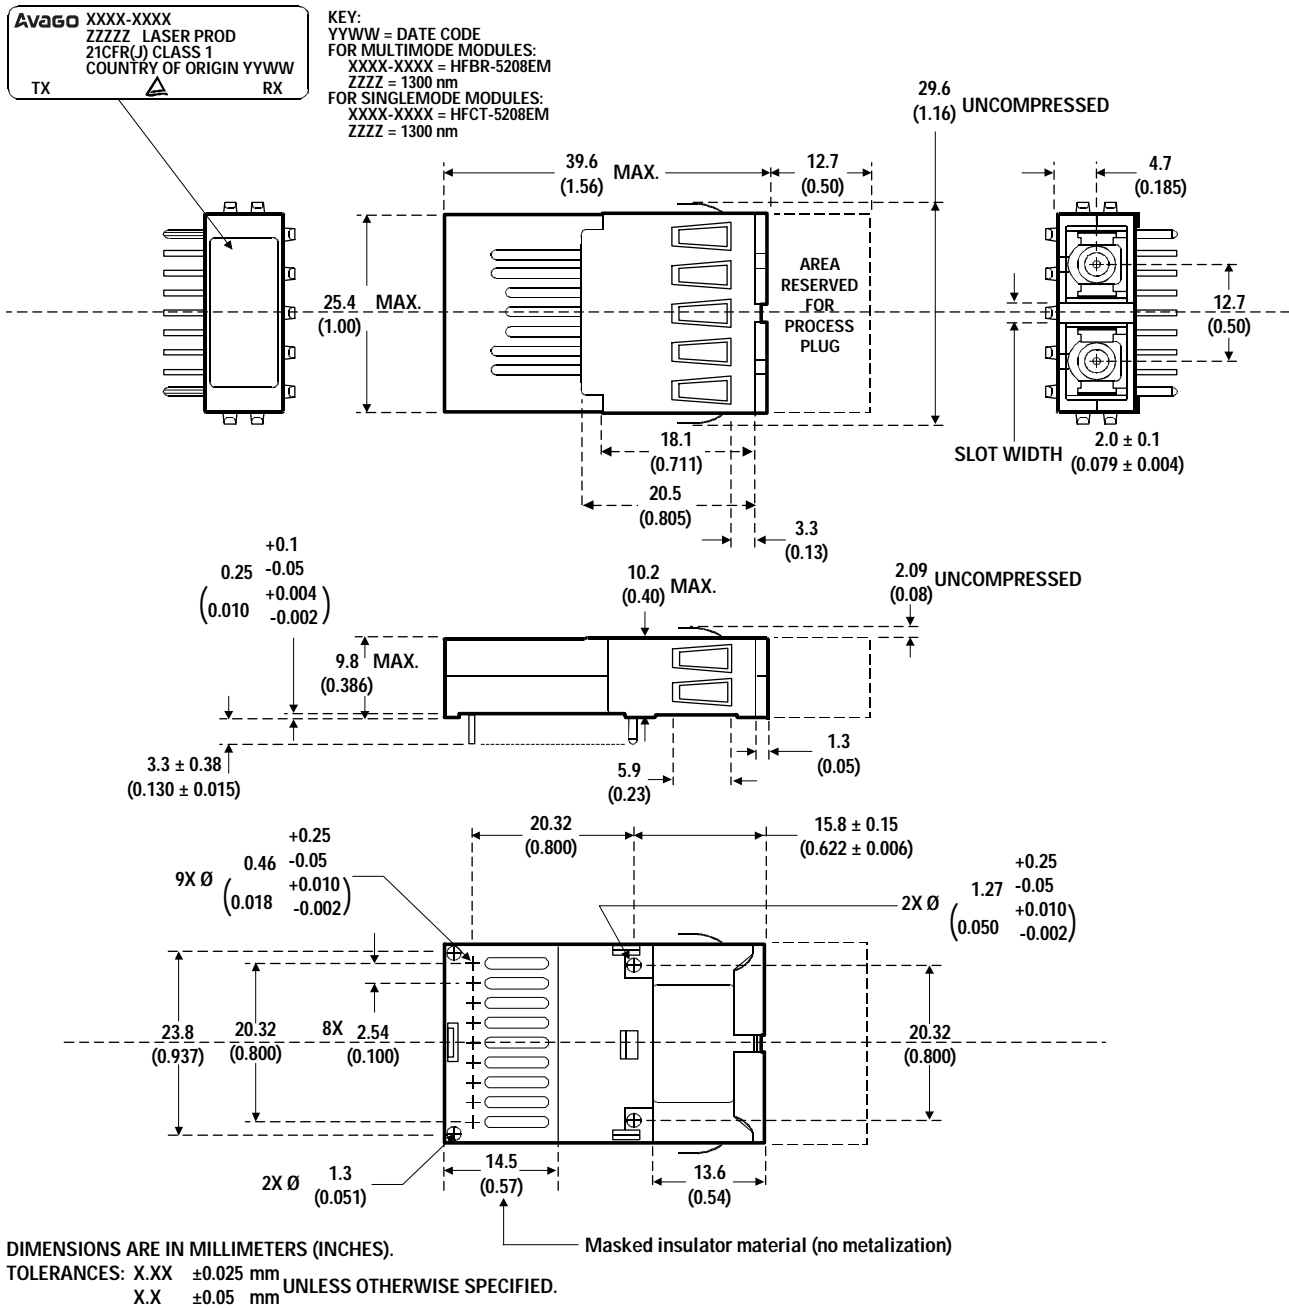 Avago XXXX-XXXX
ZZZZZ LASER PROD
21CFR(J) CLASS 1
COUNTRY OF ORIGIN YYWW
TX RX
KEY:
YYWW = DATE CODE
FOR MULTIMODE MODULES:
XXXX-XXXX = HFBR-5208EM
ZZZZ = 1300 nm
FOR SINGLEMODE MODULES:
XXXX-XXXX = HFCT-5208EM
ZZZZ = 1300 nm
29.6
(1.16) UNCOMPRESSED
39.6 MAX.
(1.56)
12.7
(0.50)
4.7
(0.185)
25.4 MAX.
(1.00)
AREA
RESERVED
FOR
PROCESS
PLUG
12.7
(0.50)
18.1
(0.711)
20.5
(0.805)
3.3
(0.13)
SLOT WIDTH 2.0 ± 0.1
(0.079 ± 0.004)
+0.1
0.25 -0.05
+0.004
(0.010 -0.002)
10.2 MAX.
(0.40)
2.09 UNCOMPRESSED
(0.08)
9.8 MAX.
(0.386)
3.3 ± 0.38
(0.130 ± 0.015)
5.9
(0.23)
1.3
(0.05)
20.32
(0.800)
15.8 ± 0.15
(0.622 ± 0.006)
+0.25
0.46 -0.05
9X Ø +0.010
(0.018 -0.002)
+0.25
1.27 -0.05
2X Ø +0.010
(0.050 -0.002)
23.8
(0.937)
20.32
(0.800)
8X 2.54
(0.100)
20.32
(0.800)
2X Ø 1.3
(0.051)
14.5
(0.57)
13.6
(0.54)
Masked insulator material (no metalization)
DIMENSIONS ARE IN MILLIMETERS (INCHES).
TOLERANCES: X.XX ±0.025 mm
X.X ±0.05 mm
UNLESS OTHERWISE SPECIFIED.